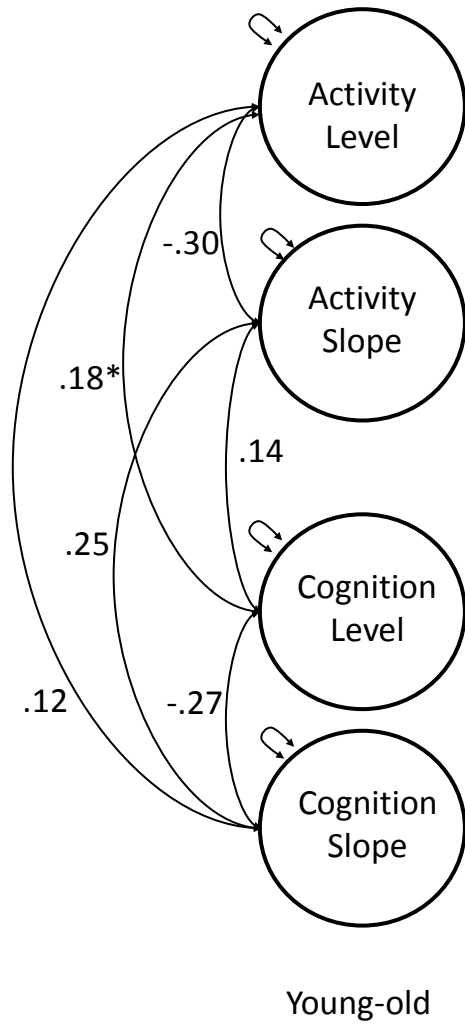 Activity
Level
-.30
Activity
Slope
.18*
.14
.25
Cognition
Level
.12
-.27
Cognition
Slope
Young-old